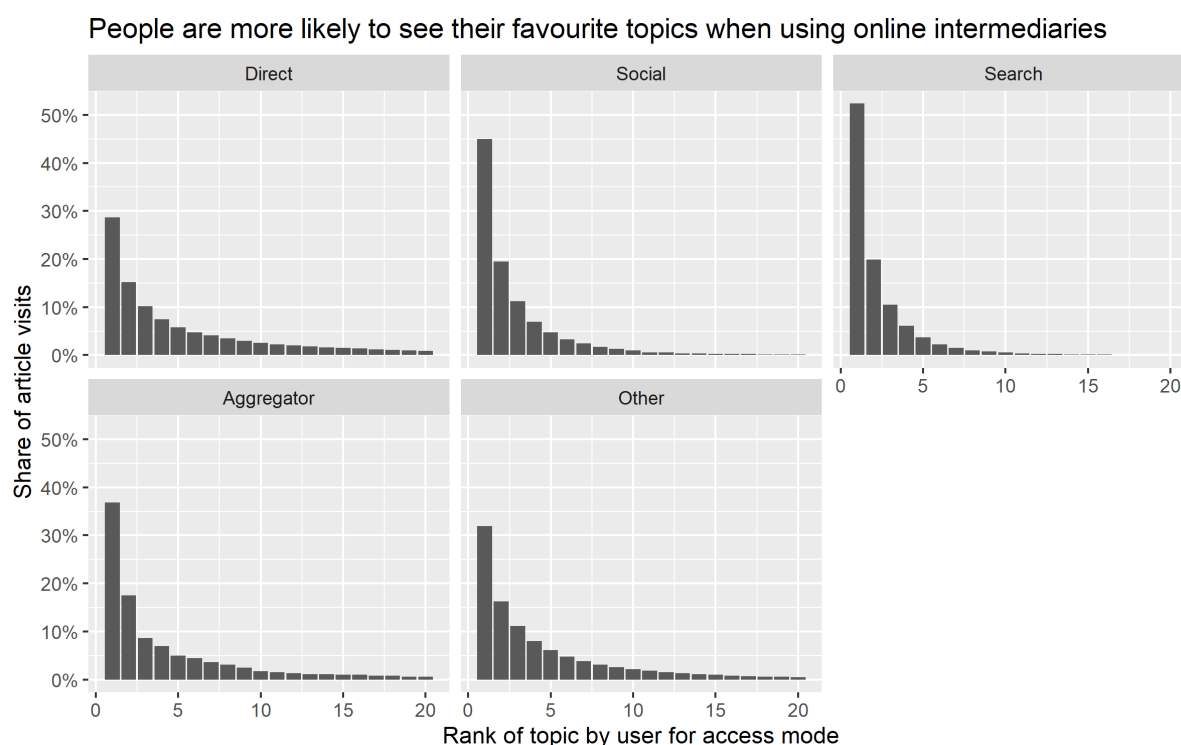 People are more likely to see their favourite topics when using online intermediaries
Direct
Social
Search
50%
40%
30%
20%
10%
0%
0 5 10 15 20
Aggregator
Other
50%
40%
30%
20%
10%
0%
0 5 10 15 20
0 5 10 15 20
Share of article visits
Rank of topic by user for access mode